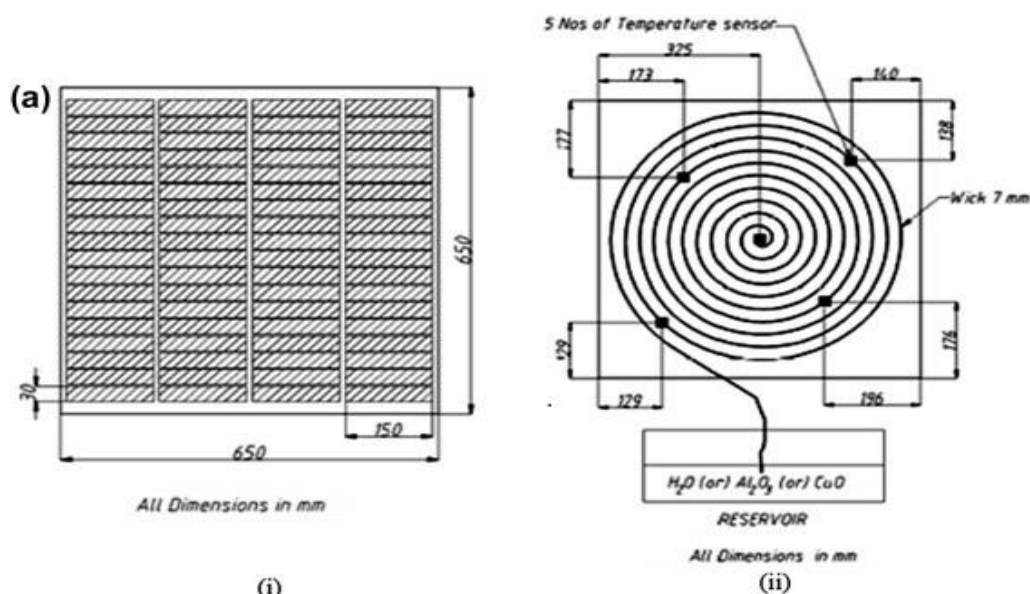 (a)
650
30
150
650
All Dimensions in mm
(i)
5 Nos of Temperature sensor
325
173
140
177
138
Wick 7 mm
129
176
129
196
H₂O (or) Al₂O₃ (or) CuO
RESERVOIR
All Dimensions in mm
(ii)